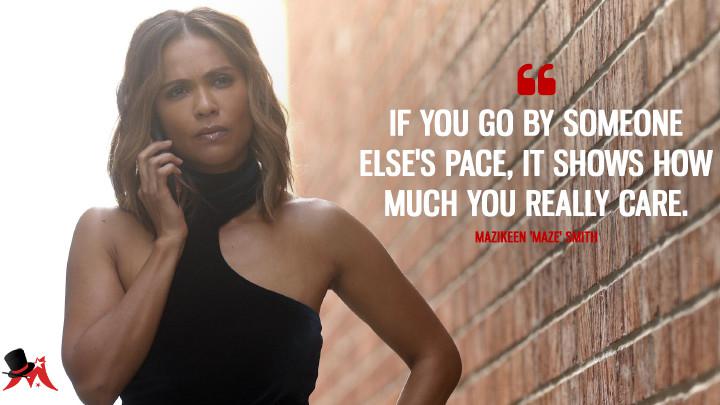 ❝
IF YOU GO BY SOMEONE
ELSE'S PACE, IT SHOWS HOW
MUCH YOU REALLY CARE.
MAZIKEEN 'MAZE' SMITH